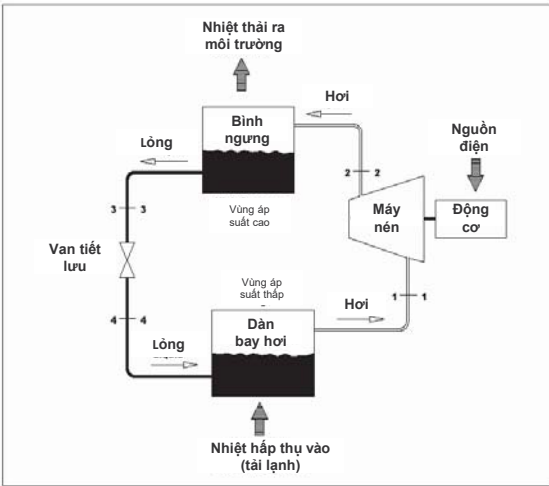 Nhiệt thải ra
môi trường
Hơi
Bình
ngưng
Lỏng
Nguồn
điện
2 2
3 3
Vùng áp
suất cao
Máy
nén
Động
cơ
Van tiết
lưu
Vùng áp
suất thấp
Hơi
1 1
4 4
Dàn
bay hơi
Lỏng
Nhiệt hấp thụ vào
(tải lạnh)